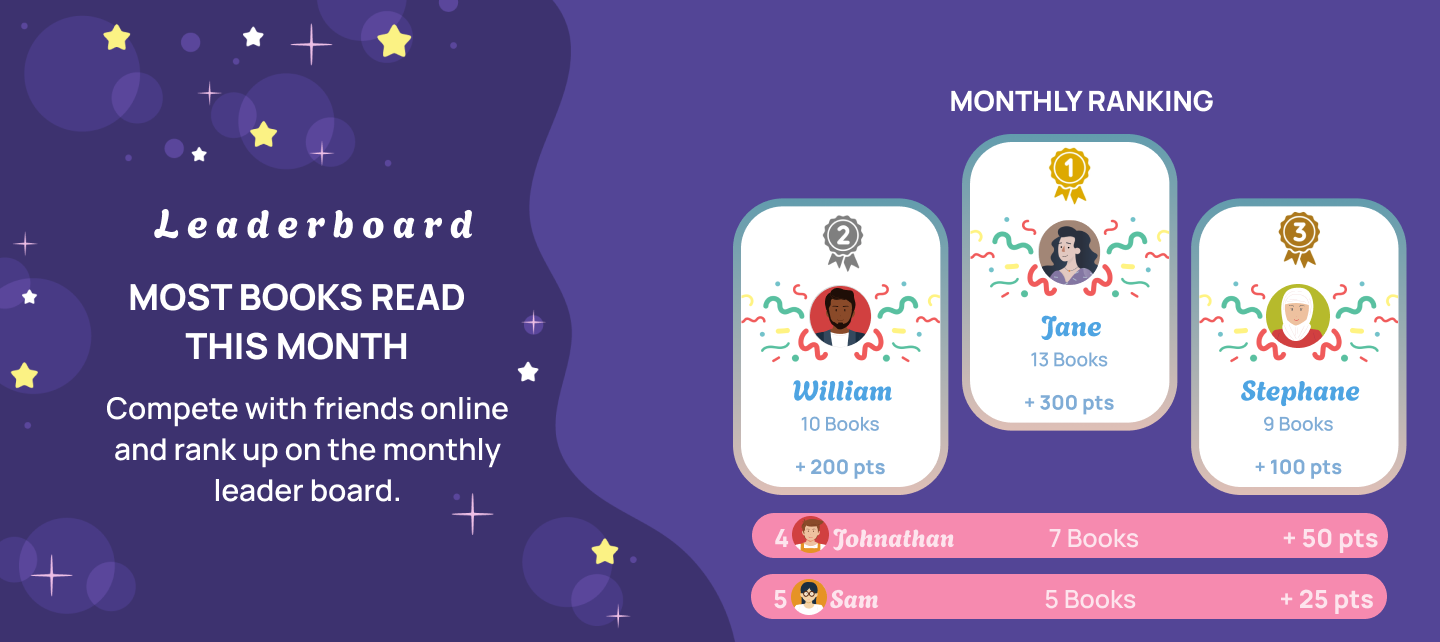 Leaderboard
MOST BOOKS READ
THIS MONTH
Compete with friends online
and rank up on the monthly
leader board.
MONTHLY RANKING
1
Jane
13 Books
+ 300 pts
2
William
10 Books
+ 200 pts
3
Stephane
9 Books
+ 100 pts
4 Johnathan 7 Books + 50 pts
5 Sam 5 Books + 25 pts